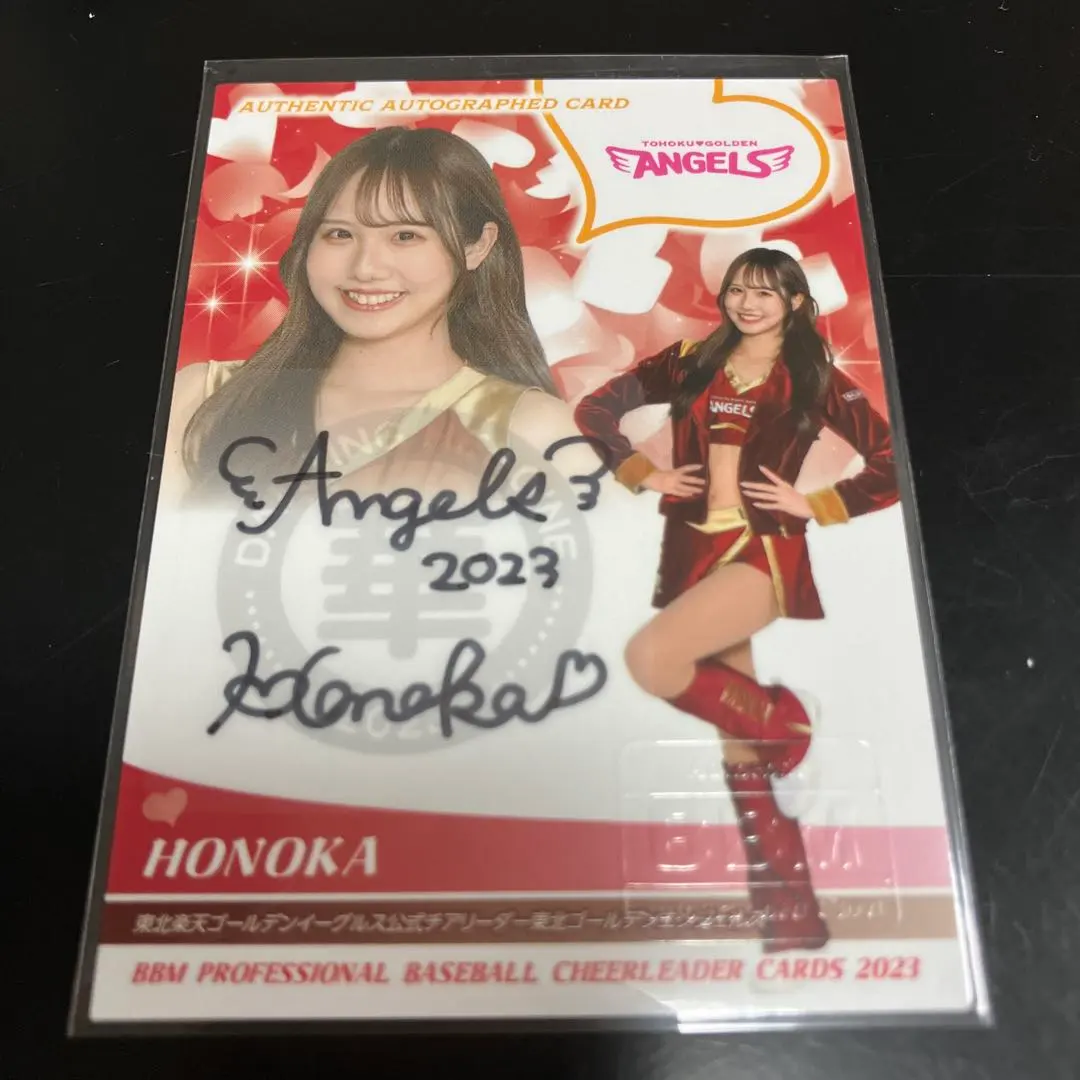 AUTHENTIC AUTOGRAPHED CARD
TOHOKU♥GOLDEN
ANGELS
ANGELS
Angels
2023
華
Honoka♡
HONOKA
東北楽天ゴールデンイーグルス公式チアリーダー東北ゴールデンエンジェルス
BBM PROFESSIONAL BASEBALL CHEERLEADER CARDS 2023